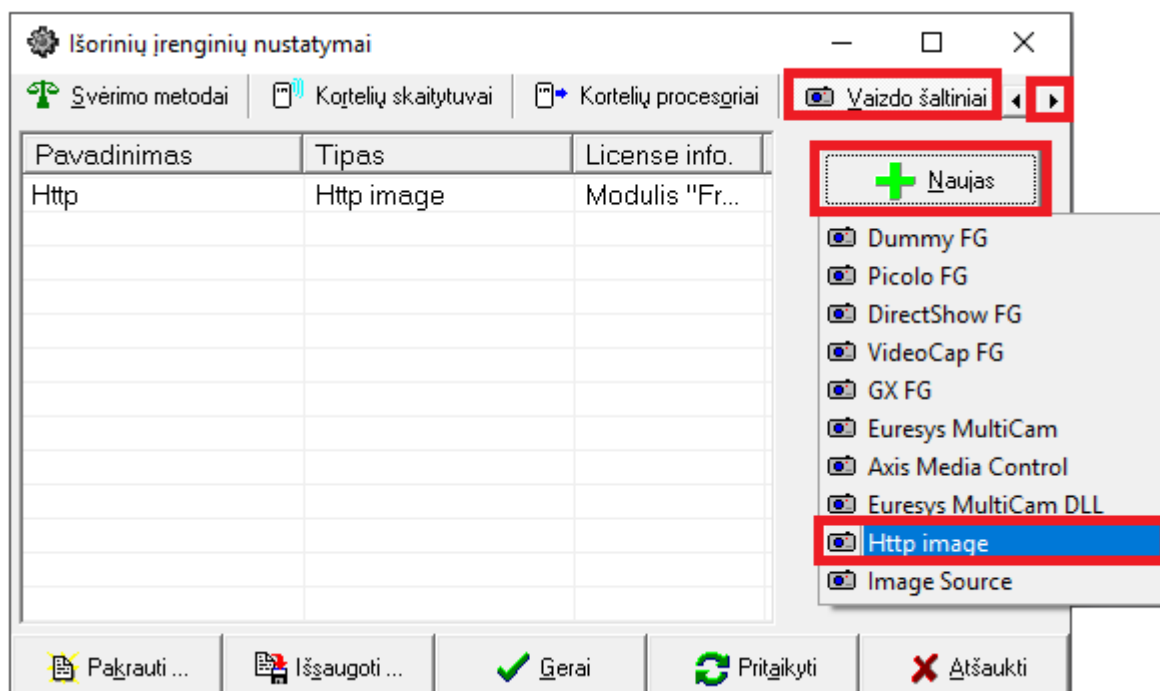 Išorinių įrenginių nustatymai
Svėrimo metodai Kortelių skaitytuvai Kortelių procesoriai Vaizdo šaltiniai
Pavadinimas Tipas License info.
Http Http image Modulis "Fr...
Naujas
Dummy FG
Picolo FG
DirectShow FG
VideoCap FG
GX FG
Euresys MultiCam
Axis Media Control
Euresys MultiCam DLL
Http image
Image Source
Pakrauti ... Išsaugoti ... Gerai Pritaikyti Atšaukti